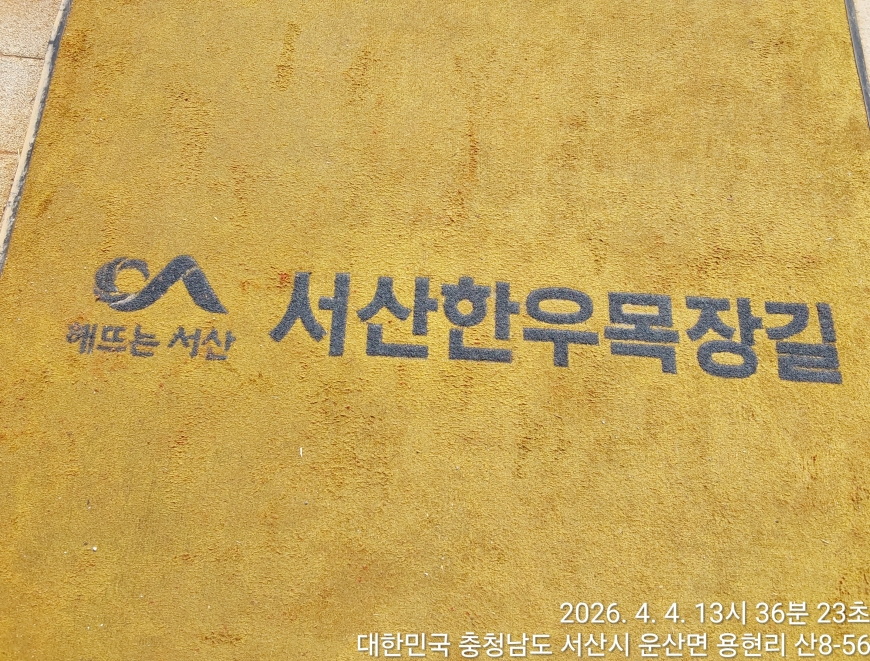 해뜨는 서산
서산한우목장길
2026. 4. 4. 13시 36분 23초
대한민국 충청남도 서산시 운산면 용현리 산8-56